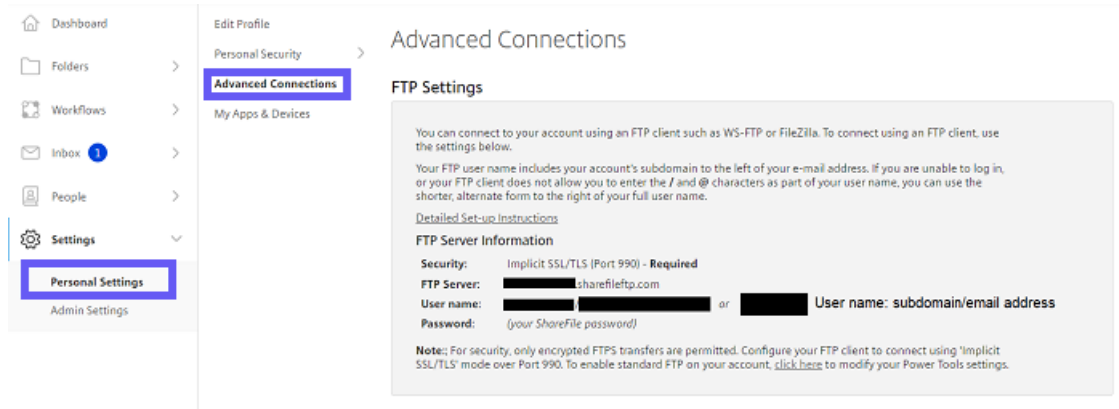 Dashboard
Folders
Workflows
Inbox 1
People
Settings
Personal Settings
Admin Settings
Edit Profile
Personal Security
Advanced Connections
My Apps & Devices
Advanced Connections
FTP Settings
You can connect to your account using an FTP client such as WS-FTP or FileZilla. To connect using an FTP client, use
the settings below.
Your FTP user name includes your account's subdomain to the left of your e-mail address. If you are unable to log in,
or your FTP client does not allow you to enter the / and @ characters as part of your user name, you can use the
shorter, alternate form to the right of your full user name.
Detailed Set-up Instructions
FTP Server Information
Security: Implicit SSL/TLS (Port 990) - Required
FTP Server: .sharefileftp.com
User name: / or User name: subdomain/email address
Password: (your ShareFile password)
Note:; For security, only encrypted FTPS transfers are permitted. Configure your FTP client to connect using 'Implicit
SSL/TLS' mode over Port 990. To enable standard FTP on your account, click here to modify your Power Tools settings.